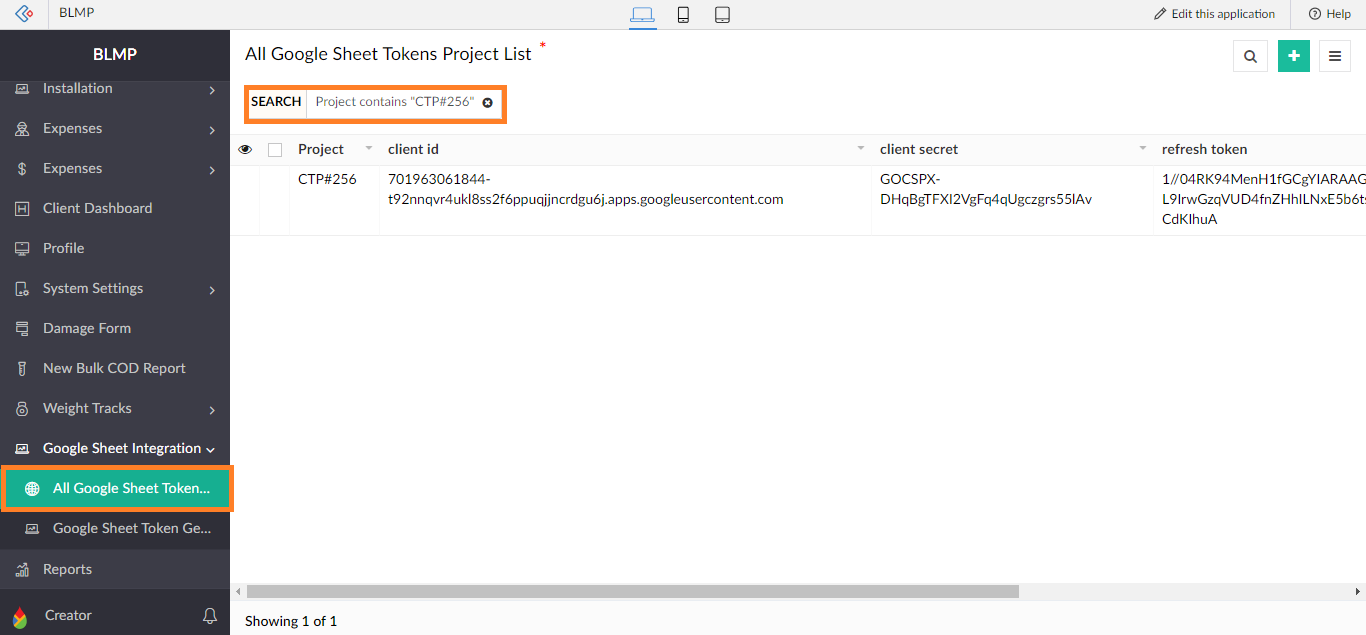 BLMP
Edit this application
Help
BLMP
Installation
Expenses
Expenses
Client Dashboard
Profile
System Settings
Damage Form
New Bulk COD Report
Weight Tracks
Google Sheet Integration
All Google Sheet Token...
Google Sheet Token Ge...
Reports
Creator
All Google Sheet Tokens Project List *
SEARCH Project contains "CTP#256"
Project client id client secret refresh token
CTP#256
701963061844-
t92nnqvr4ukl8ss2f6ppuqjjncrdgu6j.apps.googleusercontent.com
GOCSPX-
DHqBgTFXI2VgFq4qUgczgrs55lAv
1//04RK94MenH1fGCgYIARAAG
L9IrwGzqVUD4fnZHhILNxE5b6ts
CdKlhuA
Showing 1 of 1